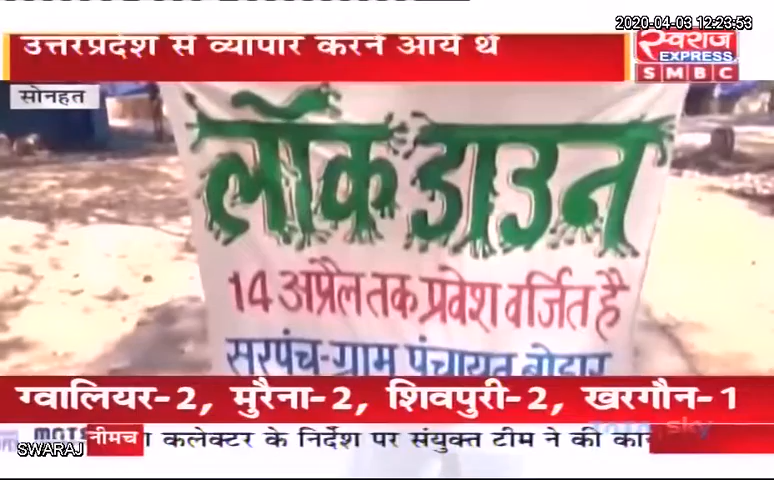 2020-04-03 12:23:53
उत्तरप्रदेश से व्यापार करने आये थे
स्वराज
EXPRESS
SMBC
सोनहत
लॉक डाउन
14 अप्रैल तक प्रवेश वर्जित है
सरपंच-ग्राम पंचायत बोडार
ग्वालियर-2, मुरैना-2, शिवपुरी-2, खरगौन-1
नीमच
कलेक्टर के निर्देश पर संयुक्त टीम ने की
sky
SWARAJ